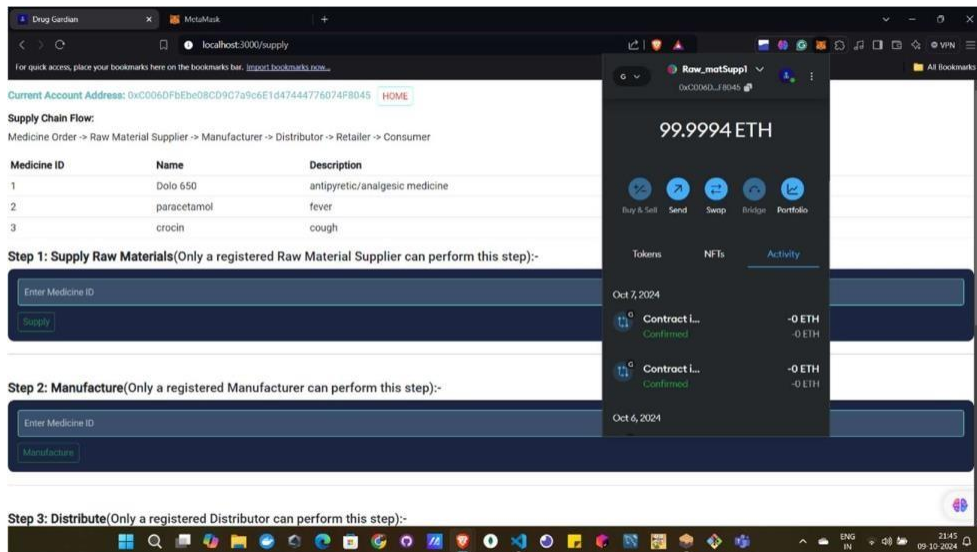 Drug Gardian
MetaMask
localhost:3000/supply
VPN
For quick access, place your bookmarks here on the bookmarks bar. Import bookmarks now...
All Bookmarks
Current Account Address: 0xC006DFbEbe08CD9C7a9c6E1d47444776074F8045 HOME
Supply Chain Flow:
Medicine Order -> Raw Material Supplier -> Manufacturer -> Distributor -> Retailer -> Consumer
Medicine ID Name Description
1 Dolo 650 antipyretic/analgesic medicine
2 paracetamol fever
3 crocin cough
Step 1: Supply Raw Materials(Only a registered Raw Material Supplier can perform this step):-
Enter Medicine ID
Supply
Step 2: Manufacture(Only a registered Manufacturer can perform this step):-
Enter Medicine ID
Manufacture
Step 3: Distribute(Only a registered Distributor can perform this step):-
G
Raw_matSuppl
0xC006D...F8045
99.9994 ETH
Buy & Sell Send Swap Bridge Portfolio
Tokens NFTs Activity
Oct 7, 2024
G
Contract i... -0 ETH
Confirmed -0 ETH
G
Contract i... -0 ETH
Confirmed -0 ETH
Oct 6, 2024
ENG
IN
21:45
09-10-2024